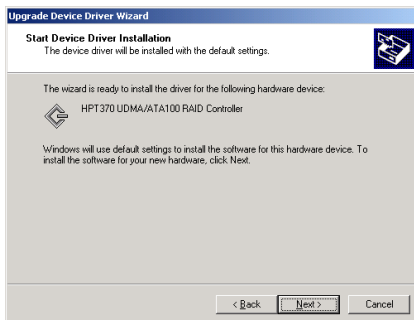 Upgrade Device Driver Wizard
Start Device Driver Installation
The device driver will be installed with the default settings.
The wizard is ready to install the driver for the following hardware device:
HPT370 UDMA/ATA100 RAID Controller
Windows will use default settings to install the software for this hardware device. To
install the software for your new hardware, click Next.
< Back Next > Cancel